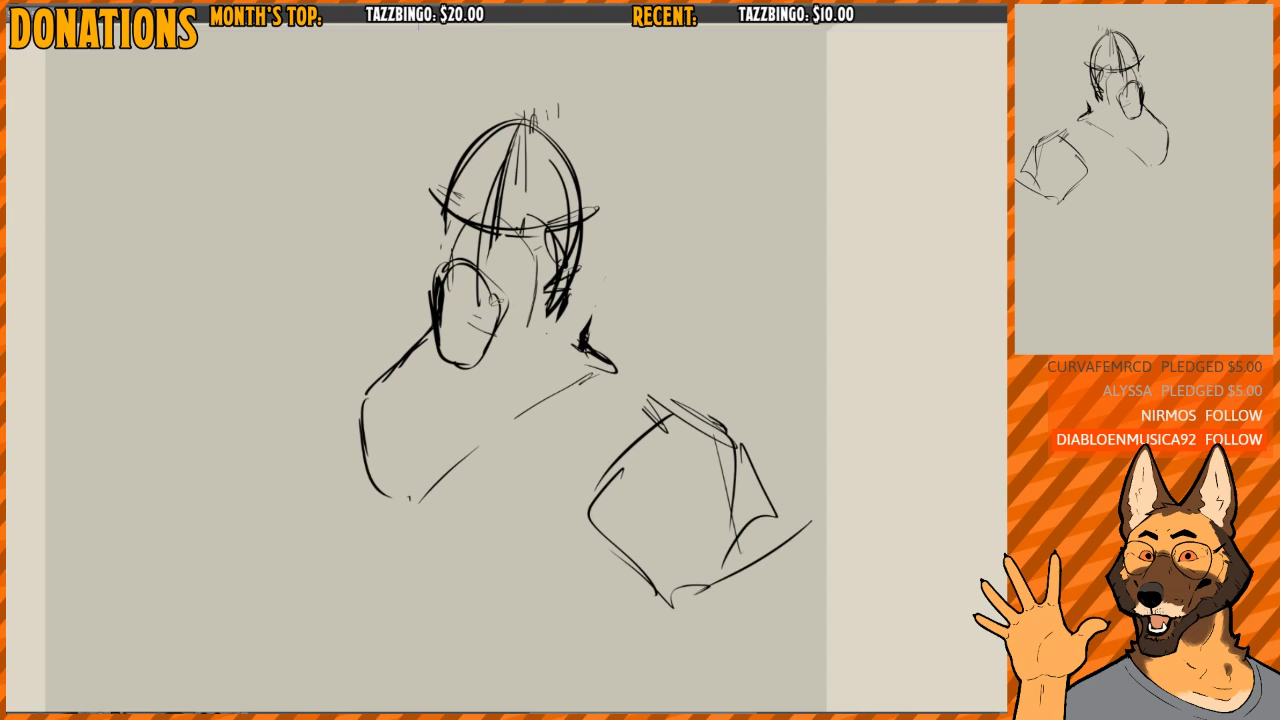 DONATIONS
MONTH'S TOP: TAZZBINGO: $20.00 RECENT: TAZZBINGO: $10.00
CURVAFEMRCD PLEDGED $5.00
ALYSSA PLEDGED $5.00
NIRMOS FOLLOW
DIABLOENMUSICA92 FOLLOW